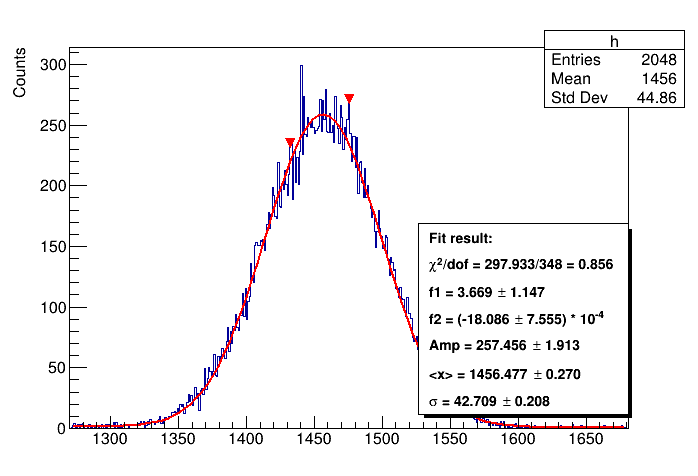 h
Entries 2048
Mean 1456
Std Dev 44.86
Counts
300
250
200
150
100
50
0
Fit result:
χ²/dof = 297.933/348 = 0.856
f1 = 3.669 ± 1.147
f2 = (-18.086 ± 7.555) * 10⁻⁴
Amp = 257.456 ± 1.913
<x> = 1456.477 ± 0.270
σ = 42.709 ± 0.208
1300 1350 1400 1450 1500 1550 1600 1650